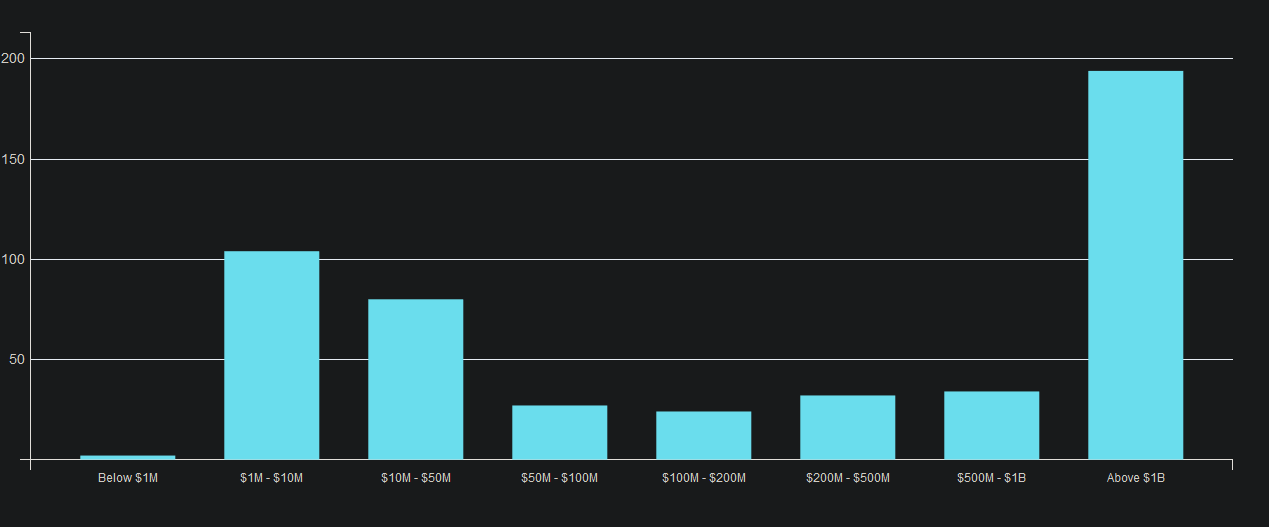 200
150
100
50
Below $1M
$1M - $10M
$10M - $50M
$50M - $100M
$100M - $200M
$200M - $500M
$500M - $1B
Above $1B